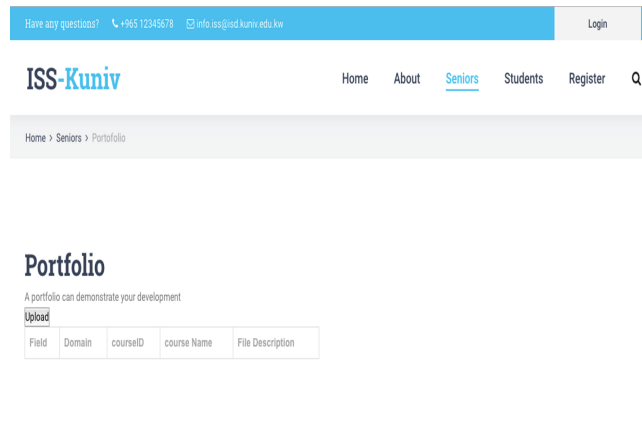 Have any questions? +965 12345678 info.iss@isd.kuniv.edu.kw Login
ISS-Kuniv Home About Seniors Students Register
Home > Seniors > Portofolio
Portfolio
A portfolio can demonstrate your development
Upload
Field Domain courseID course Name File Description